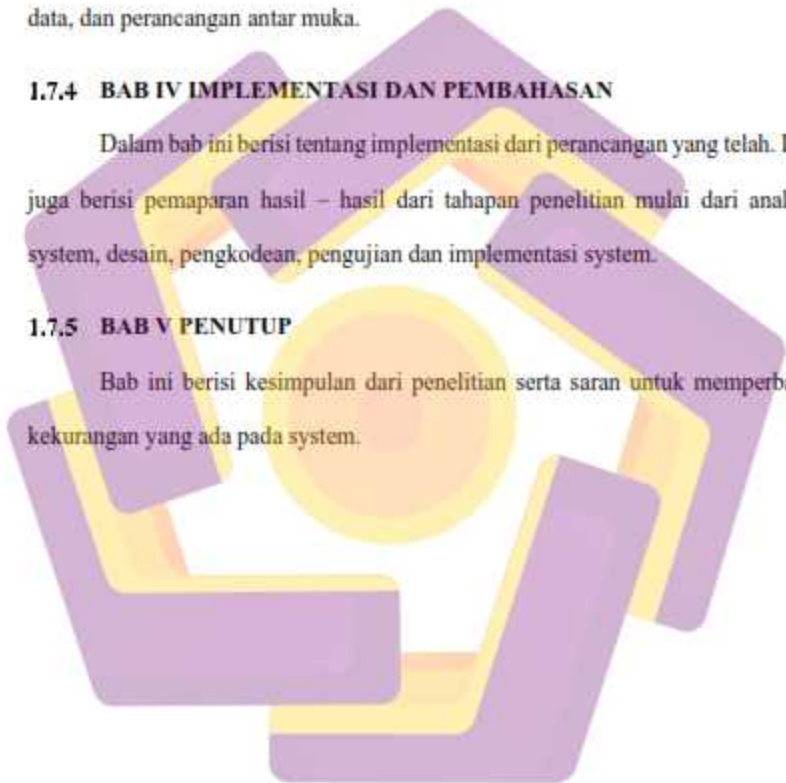 data, dan perancangan antar muka.
1.7.4 BAB IV IMPLEMENTASI DAN PEMBAHASAN
Dalam bab ini berisi tentang implementasi dari perancangan yang telah.
juga berisi pemaparan hasil – hasil dari tahapan penelitian mulai dari
system, desain, pengkodean, pengujian dan implementasi system.
1.7.5 BAB V PENUTUP
Bab ini berisi kesimpulan dari penelitian serta saran untuk
kekurangan yang ada pada system.